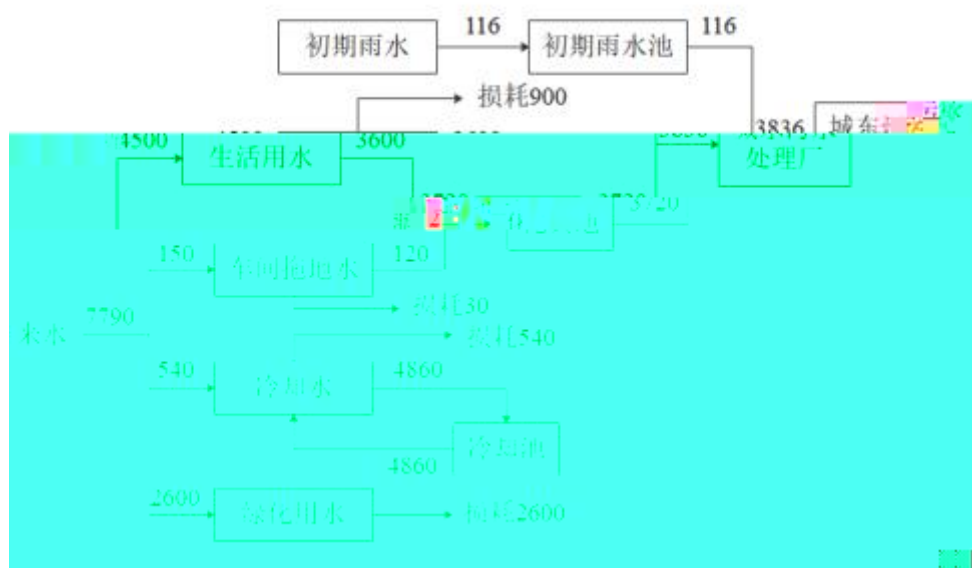 116 116
初期雨水 初期雨水池
损耗900
3836 城东
4500 生活用水 3600 处理厂
3720
150 车间拖地水 120
损耗30
来水 7790
损耗540
540 冷却水 4860
冷却池
4860
2600 绿化用水 损耗2600